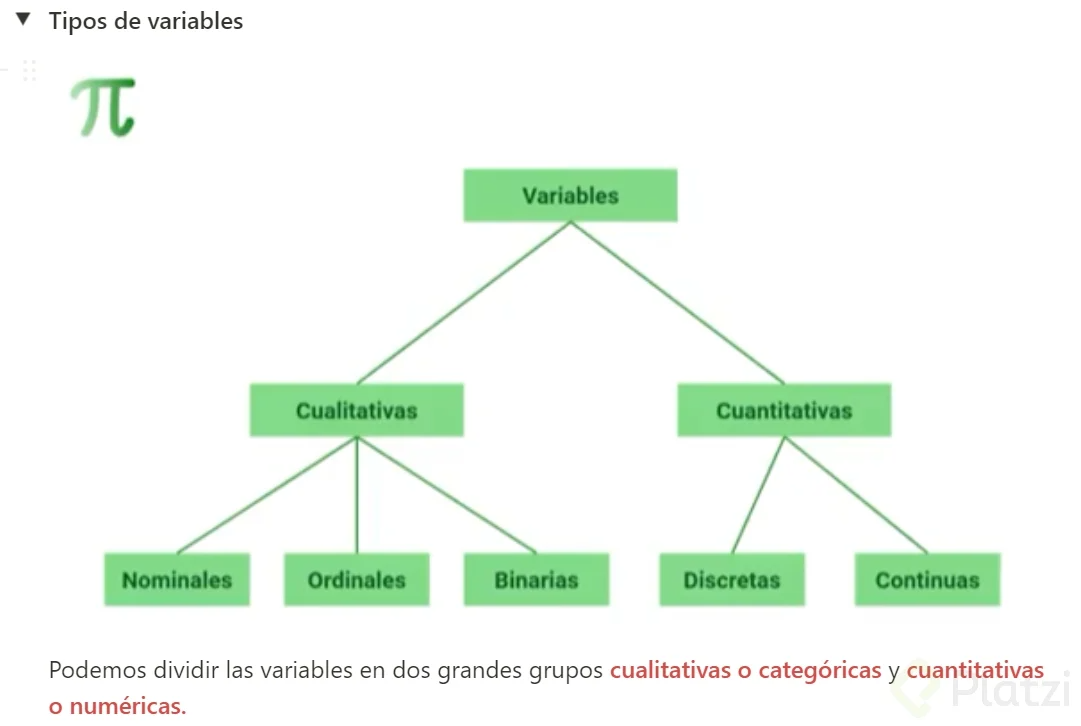 Tipos de variables
π
Variables
Cualitativas Cuantitativas
Nominales Ordinales Binarias Discretas Continuas
Podemos dividir las variables en dos grandes grupos cualitativas o categóricas y cuantitativas
o numéricas.
Platzi